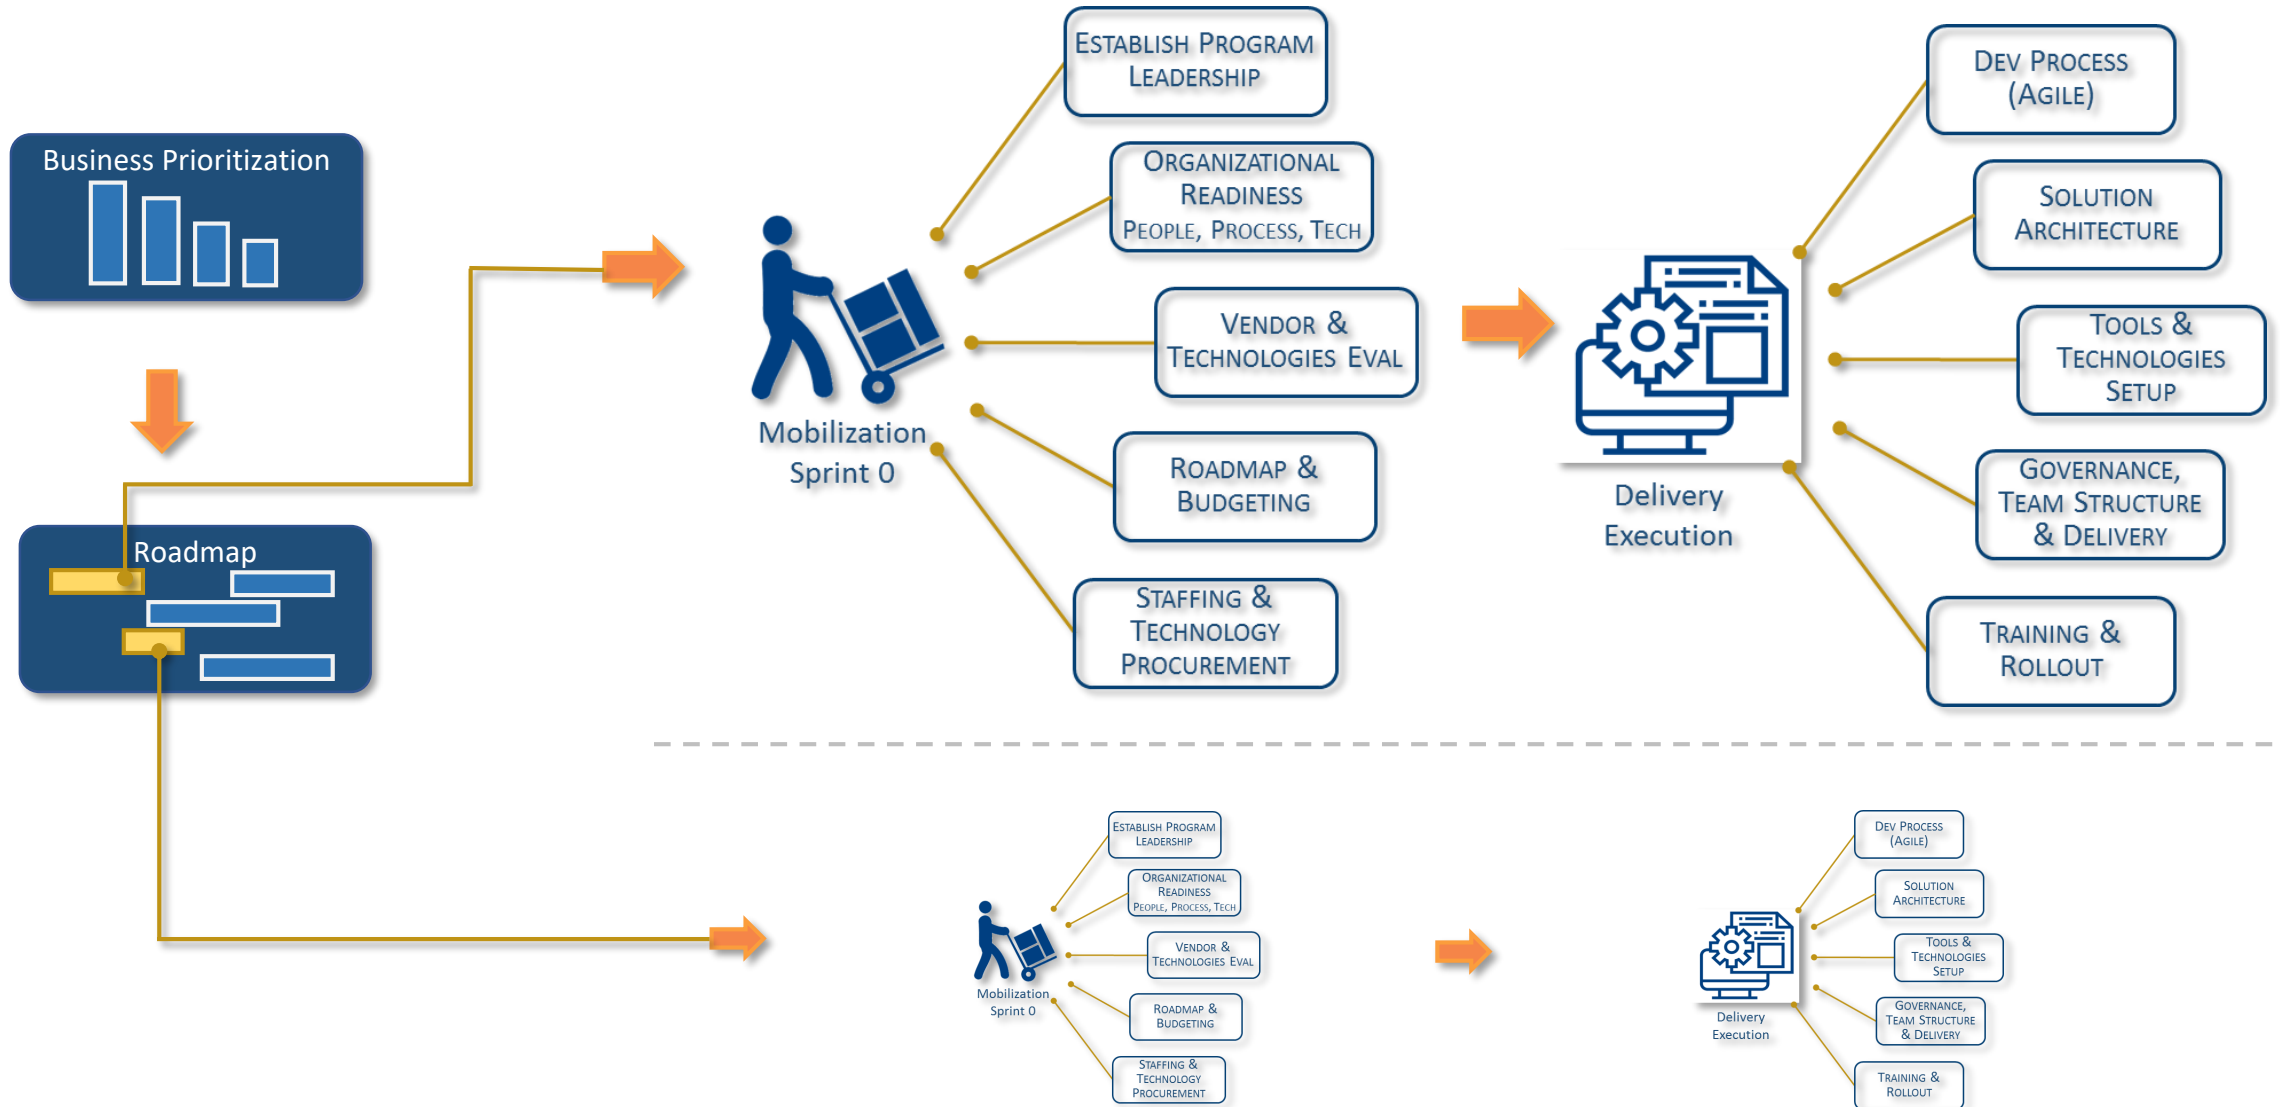 Business Prioritization
Roadmap
Mobilization
Sprint 0
ESTABLISH PROGRAM
LEADERSHIP
ORGANIZATIONAL
READINESS
PEOPLE, PROCESS, TECH
VENDOR &
TECHNOLOGIES EVAL
ROADMAP &
BUDGETING
STAFFING &
TECHNOLOGY
PROCUREMENT
Delivery
Execution
DEV PROCESS
(AGILE)
SOLUTION
ARCHITECTURE
TOOLS &
TECHNOLOGIES
SETUP
GOVERNANCE,
TEAM STRUCTURE
& DELIVERY
TRAINING &
ROLLOUT
Mobilization
Sprint 0
ESTABLISH PROGRAM
LEADERSHIP
ORGANIZATIONAL
READINESS
PEOPLE, PROCESS, TECH
VENDOR &
TECHNOLOGIES EVAL
ROADMAP &
BUDGETING
STAFFING &
TECHNOLOGY
PROCUREMENT
Delivery
Execution
DEV PROCESS
(AGILE)
SOLUTION
ARCHITECTURE
TOOLS &
TECHNOLOGIES
SETUP
GOVERNANCE,
TEAM STRUCTURE
& DELIVERY
TRAINING &
ROLLOUT